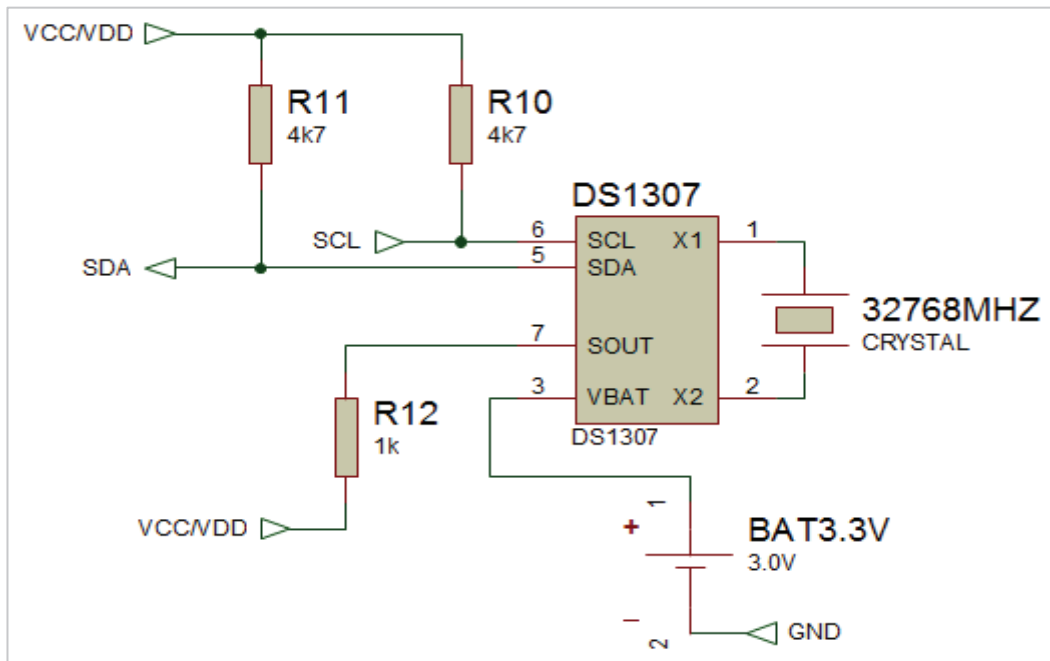 VCC/VDD
R11
4k7
R10
4k7
DS1307
SCL
6
SCL
X1
1
SDA
5
SDA
32768MHZ
CRYSTAL
7
SOUT
3
VBAT
X2
2
R12
1k
DS1307
VCC/VDD
1
+
BAT3.3V
3.0V
−
2
GND